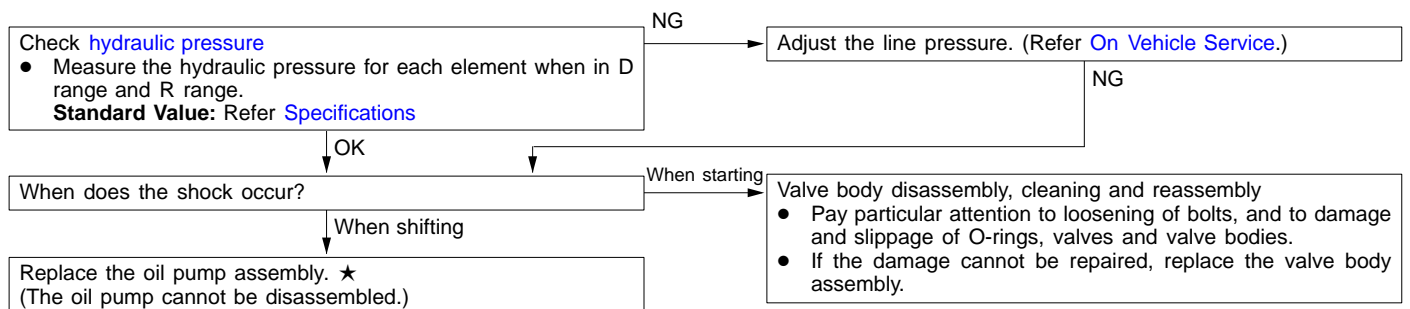 Check hydraulic pressure
● Measure the hydraulic pressure for each element when in D
range and R range.
Standard Value: Refer Specifications
NG
Adjust the line pressure. (Refer On Vehicle Service.)
NG
OK
When does the shock occur?
When starting
Valve body disassembly, cleaning and reassembly
● Pay particular attention to loosening of bolts, and to damage
and slippage of O-rings, valves and valve bodies.
● If the damage cannot be repaired, replace the valve body
assembly.
When shifting
Replace the oil pump assembly. ★
(The oil pump cannot be disassembled.)